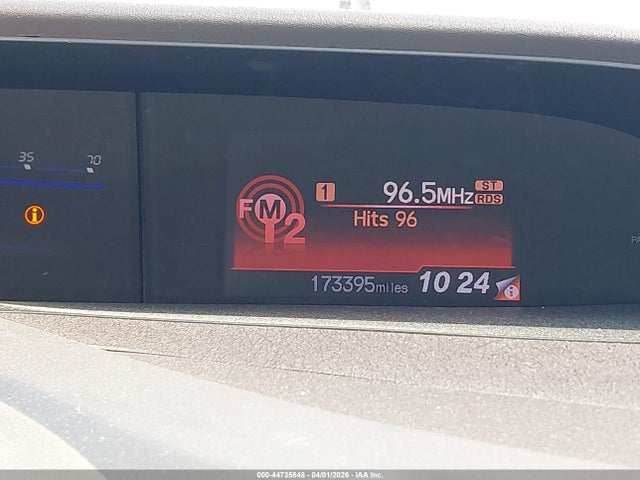 35 70
1 96.5MHz ST
RDS
FM 2
Hits 96
173395miles 10 24
PA
000-44735848 - 04/01/2026 - IAA Inc.